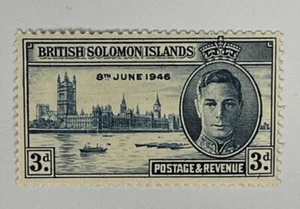 BRITISH SOLOMON ISLANDS
8TH JUNE 1946
3d 3d
POSTAGE & REVENUE